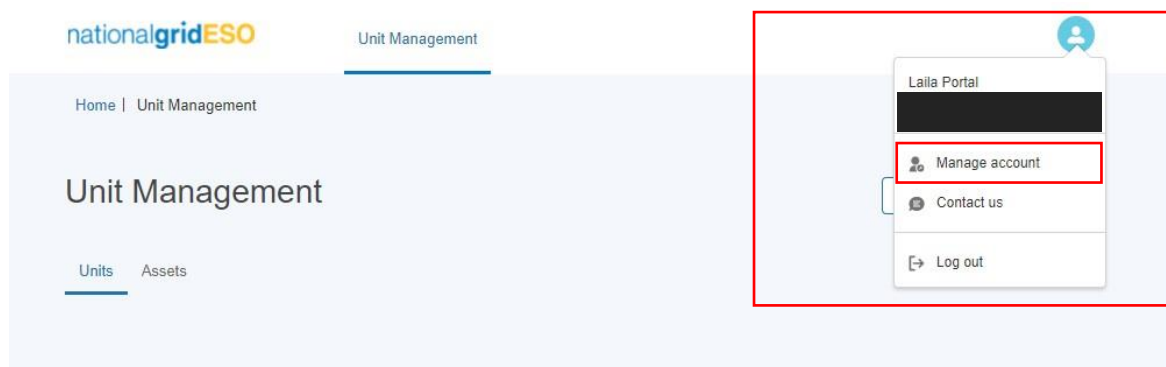 nationalgridESO
Unit Management
Laila Portal
Home | Unit Management
Manage account
Unit Management
Contact us
Units Assets
Log out